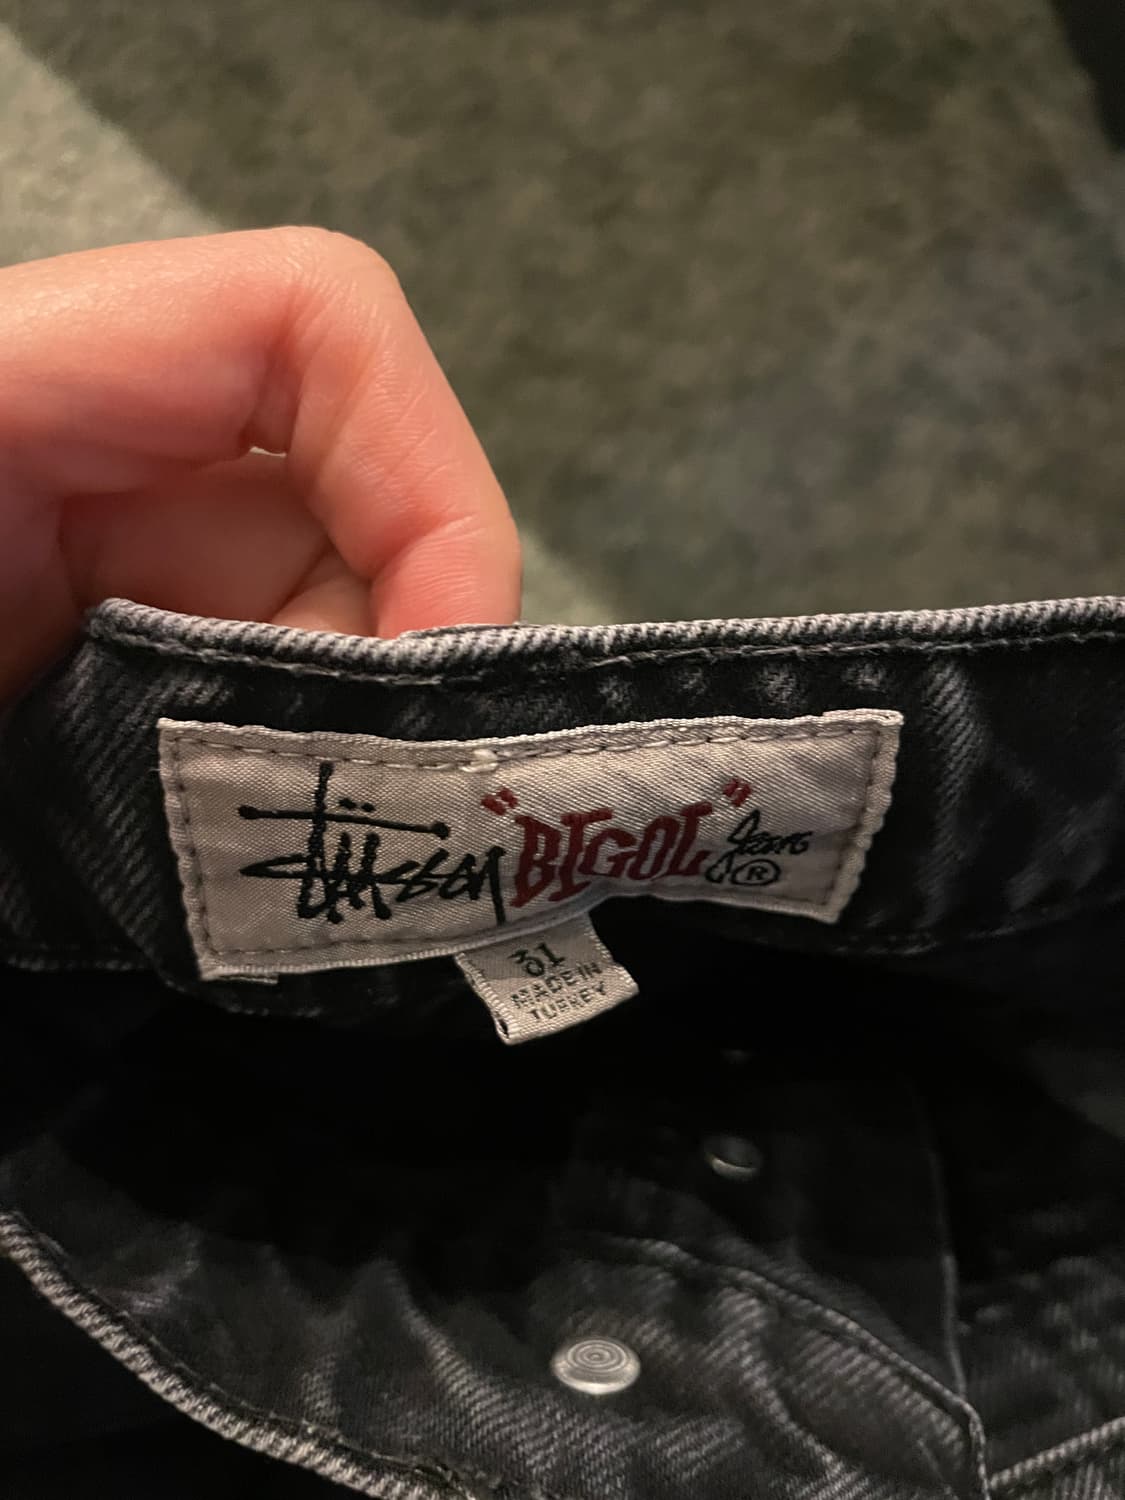 Stüssy "BIGOL" Jeans ®
31
MADE IN
TURKEY